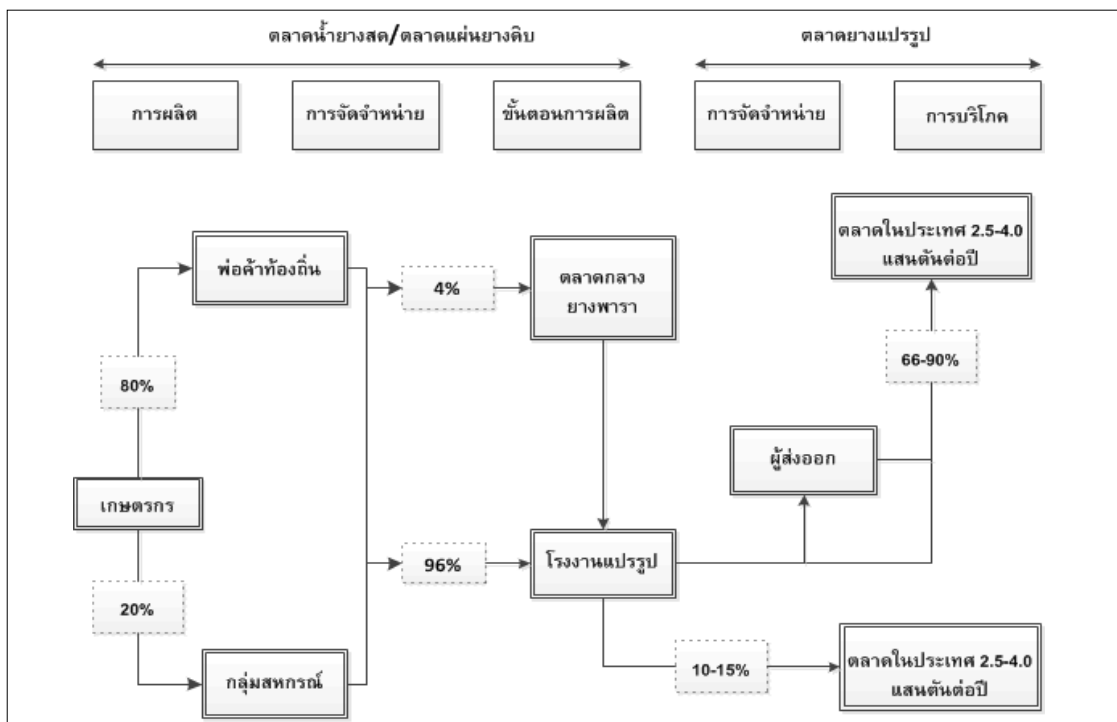 ตลาดน้ำยางสด/ตลาดแผ่นยางดิบ
ตลาดยางแปรรูป
การผลิต
การจัดจำหน่าย
ขั้นตอนการผลิต
การจัดจำหน่าย
การบริโภค
ตลาดในประเทศ 2.5-4.0
แสนตันต่อปี
พ่อค้าท้องถิ่น
4%
ตลาดกลาง
ยางพารา
80%
66-90%
ผู้ส่งออก
เกษตรกร
96%
โรงงานแปรรูป
20%
กลุ่มสหกรณ์
10-15%
ตลาดในประเทศ 2.5-4.0
แสนตันต่อปี